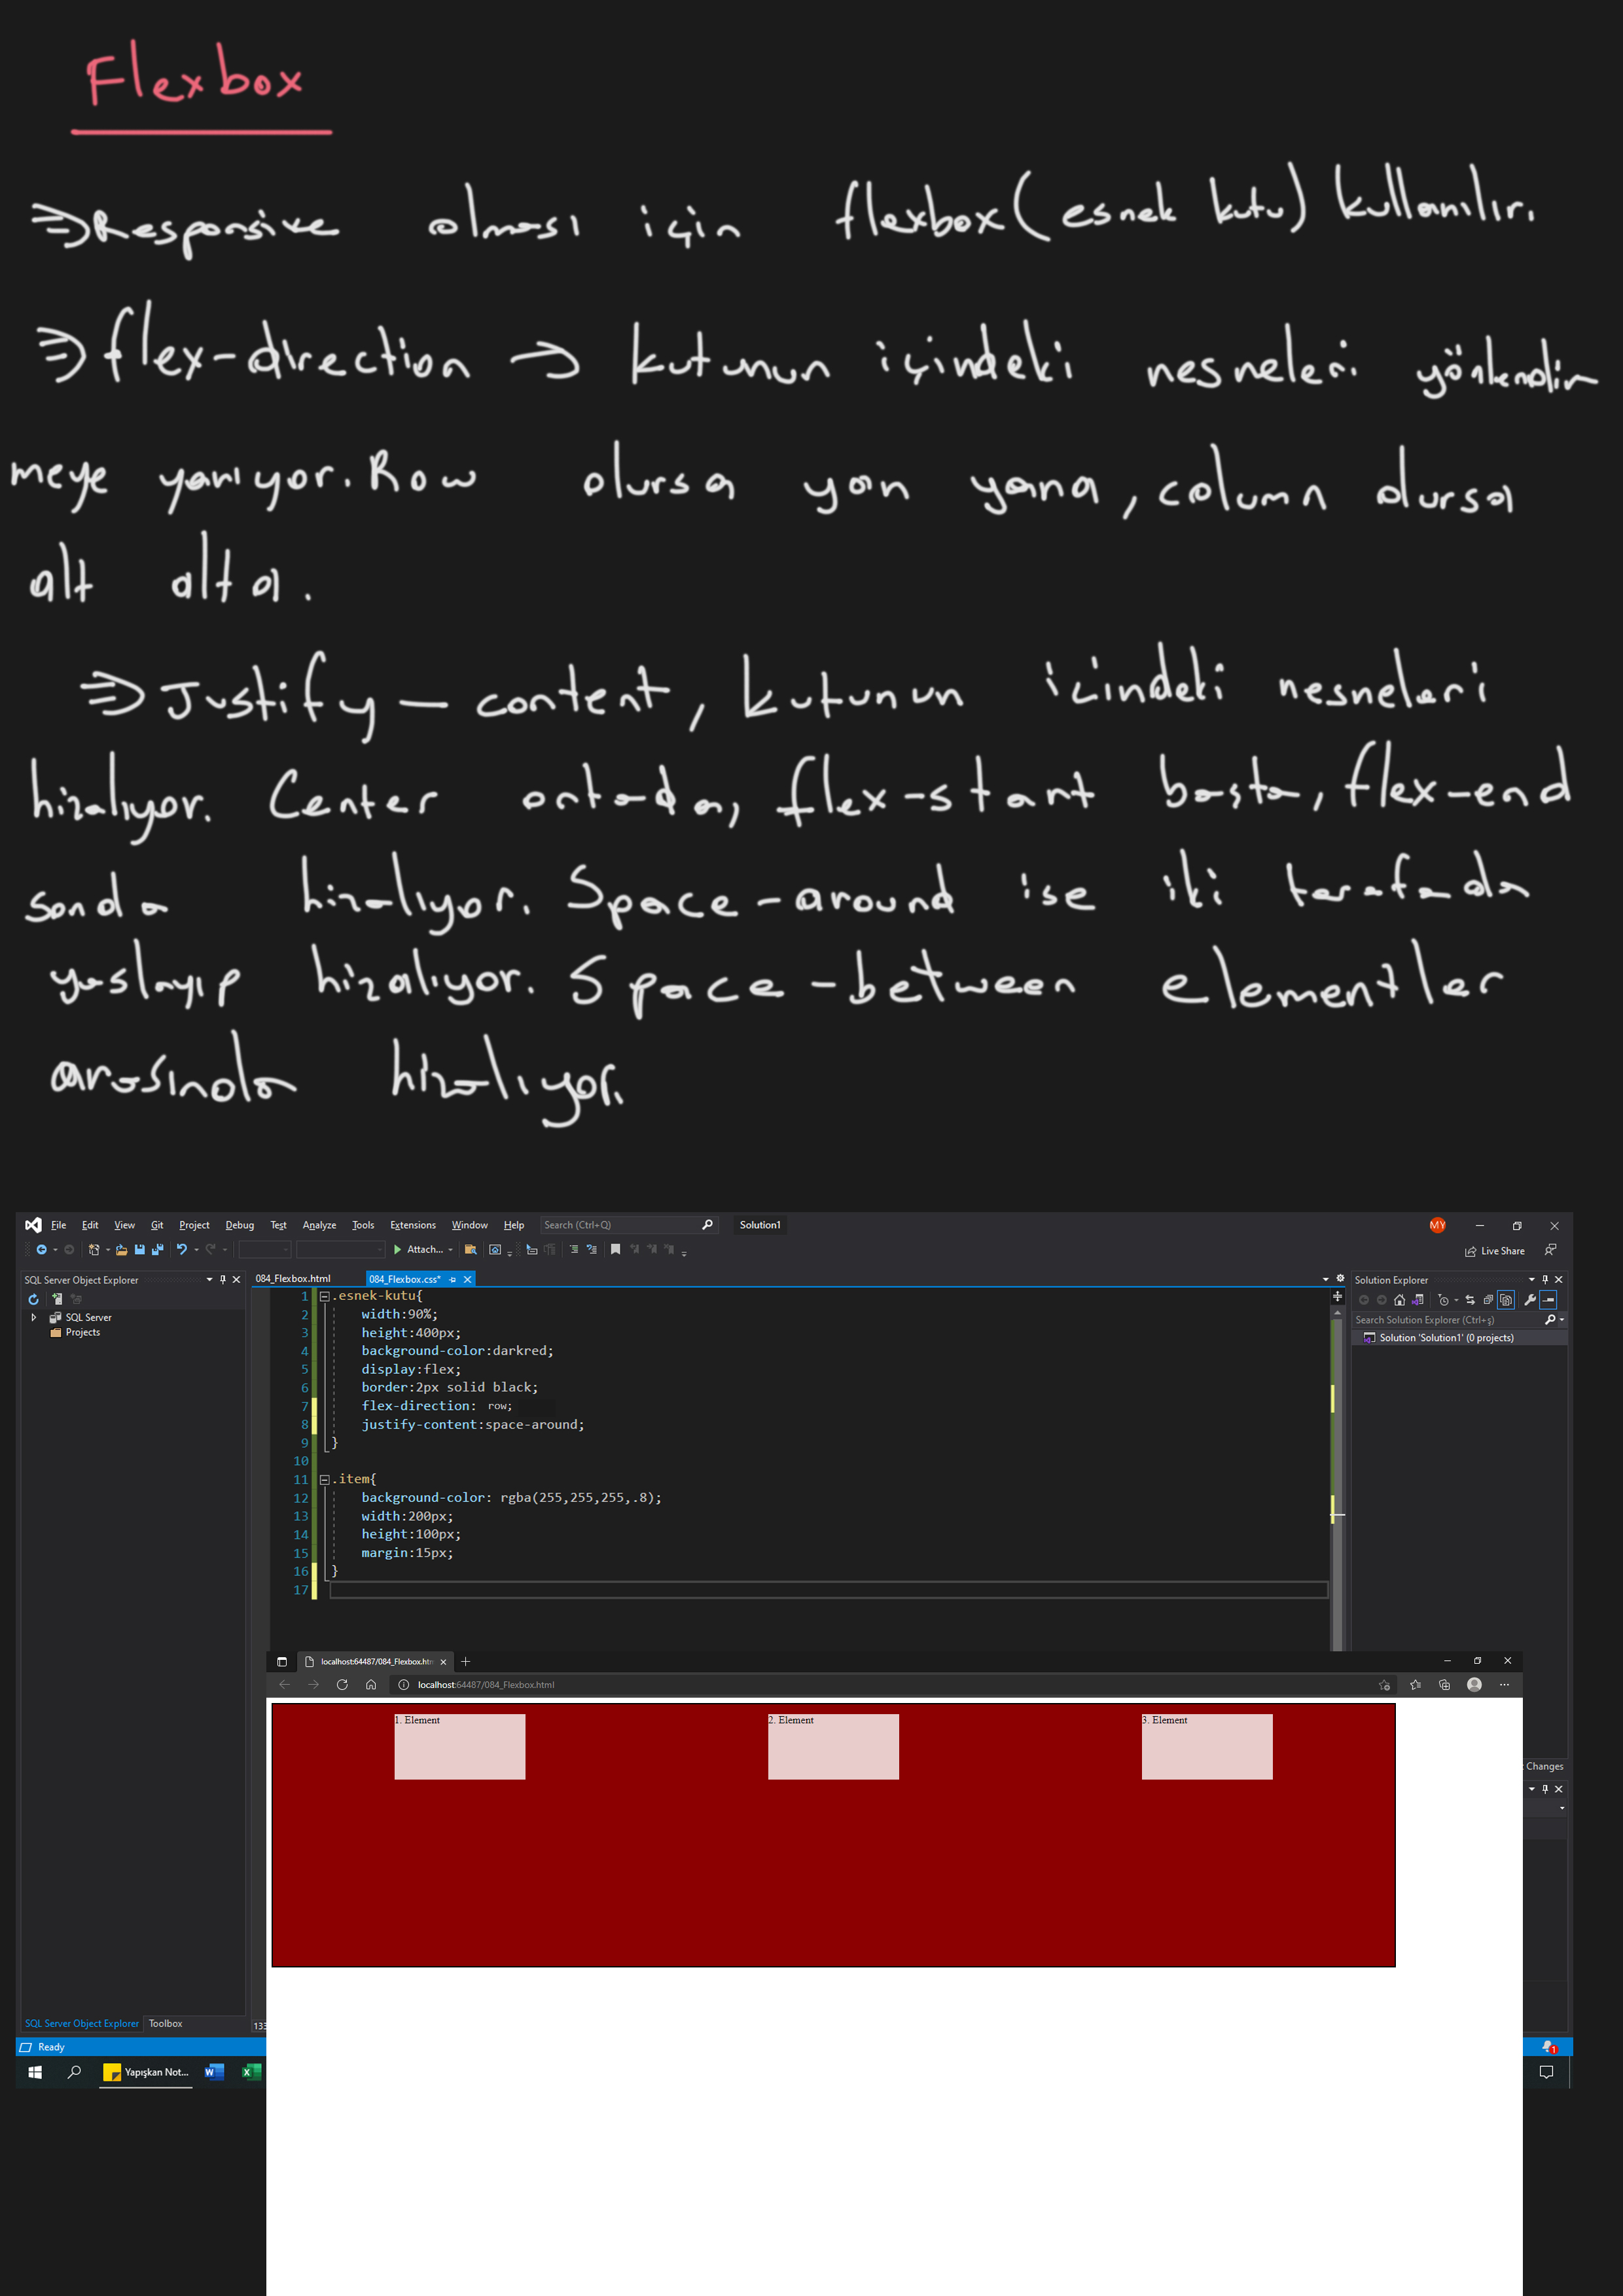 Flexbox
⇒Responsive olması için flexbox(esnek kutu) kullanılır.
⇒flex-direction → kutunun içindeki nesneleri yönlendir
meye yarıyor. Row olursa yan yana, column olursa
alt alta.
⇒Justify-content, kutunun içindeki nesneleri
hizalıyor. Center ortada, flex-start başta, flex-end
sonda hizalıyor. Space-around ise iki tarafada
yaslayıp hizalıyor. Space-between elementler
arasında hizalıyor.
File Edit View Git Project Debug Test Analyze Tools Extensions Window Help Search (Ctrl+Q) Solution1 MY
Attach... Live Share
SQL Server Object Explorer
SQL Server
Projects
084_Flexbox.html 084_Flexbox.css*
1 .esnek-kutu{
2 width:90%;
3 height:400px;
4 background-color:darkred;
5 display:flex;
6 border:2px solid black;
7 flex-direction: row;
8 justify-content:space-around;
9 }
10
11 .item{
12 background-color: rgba(255,255,255,.8);
13 width:200px;
14 height:100px;
15 margin:15px;
16 }
17
Solution Explorer
Search Solution Explorer (Ctrl+ş)
Solution 'Solution1' (0 projects)
localhost:64487/084_Flexbox.htm
localhost:64487/084_Flexbox.html
1. Element 2. Element 3. Element
Changes
SQL Server Object Explorer Toolbox
133
Ready
1
Yapışkan Not...